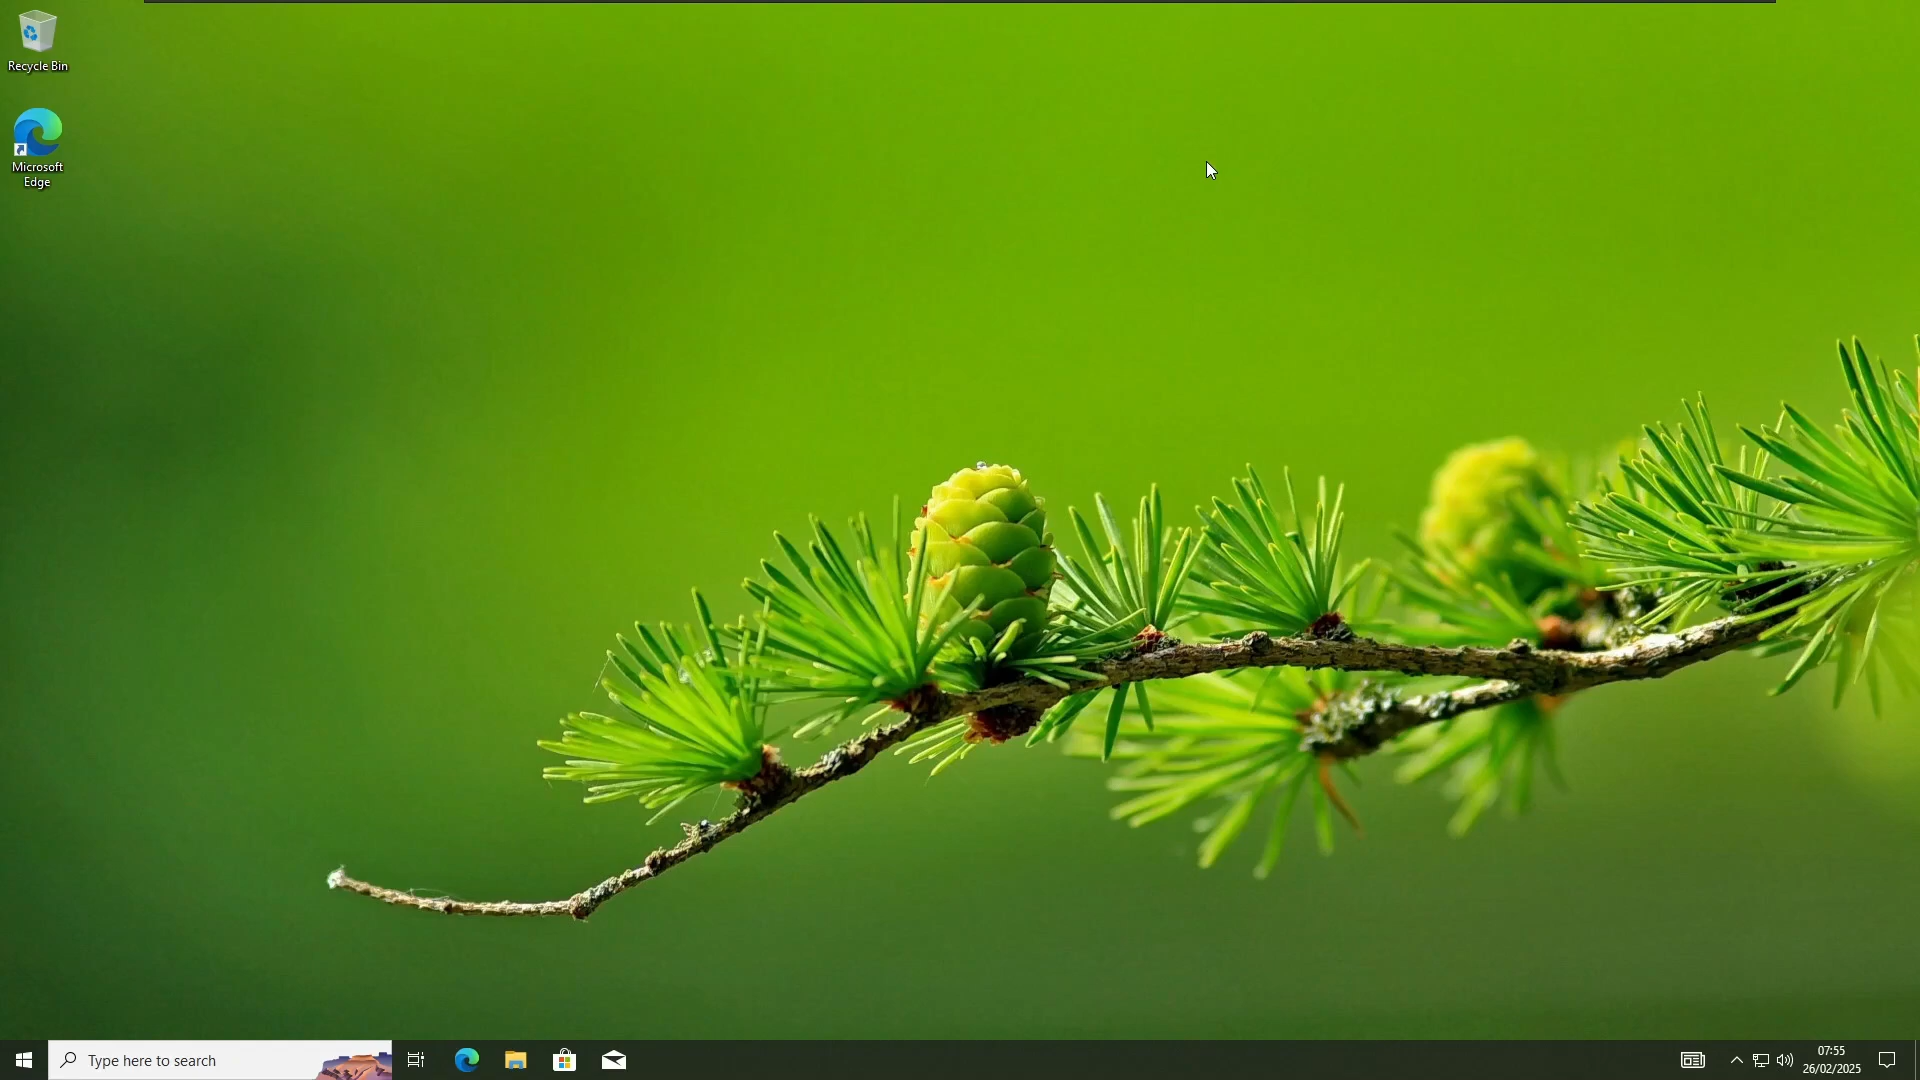 Recycle Bin
Microsoft
Edge
Type here to search
07:55
26/02/2025